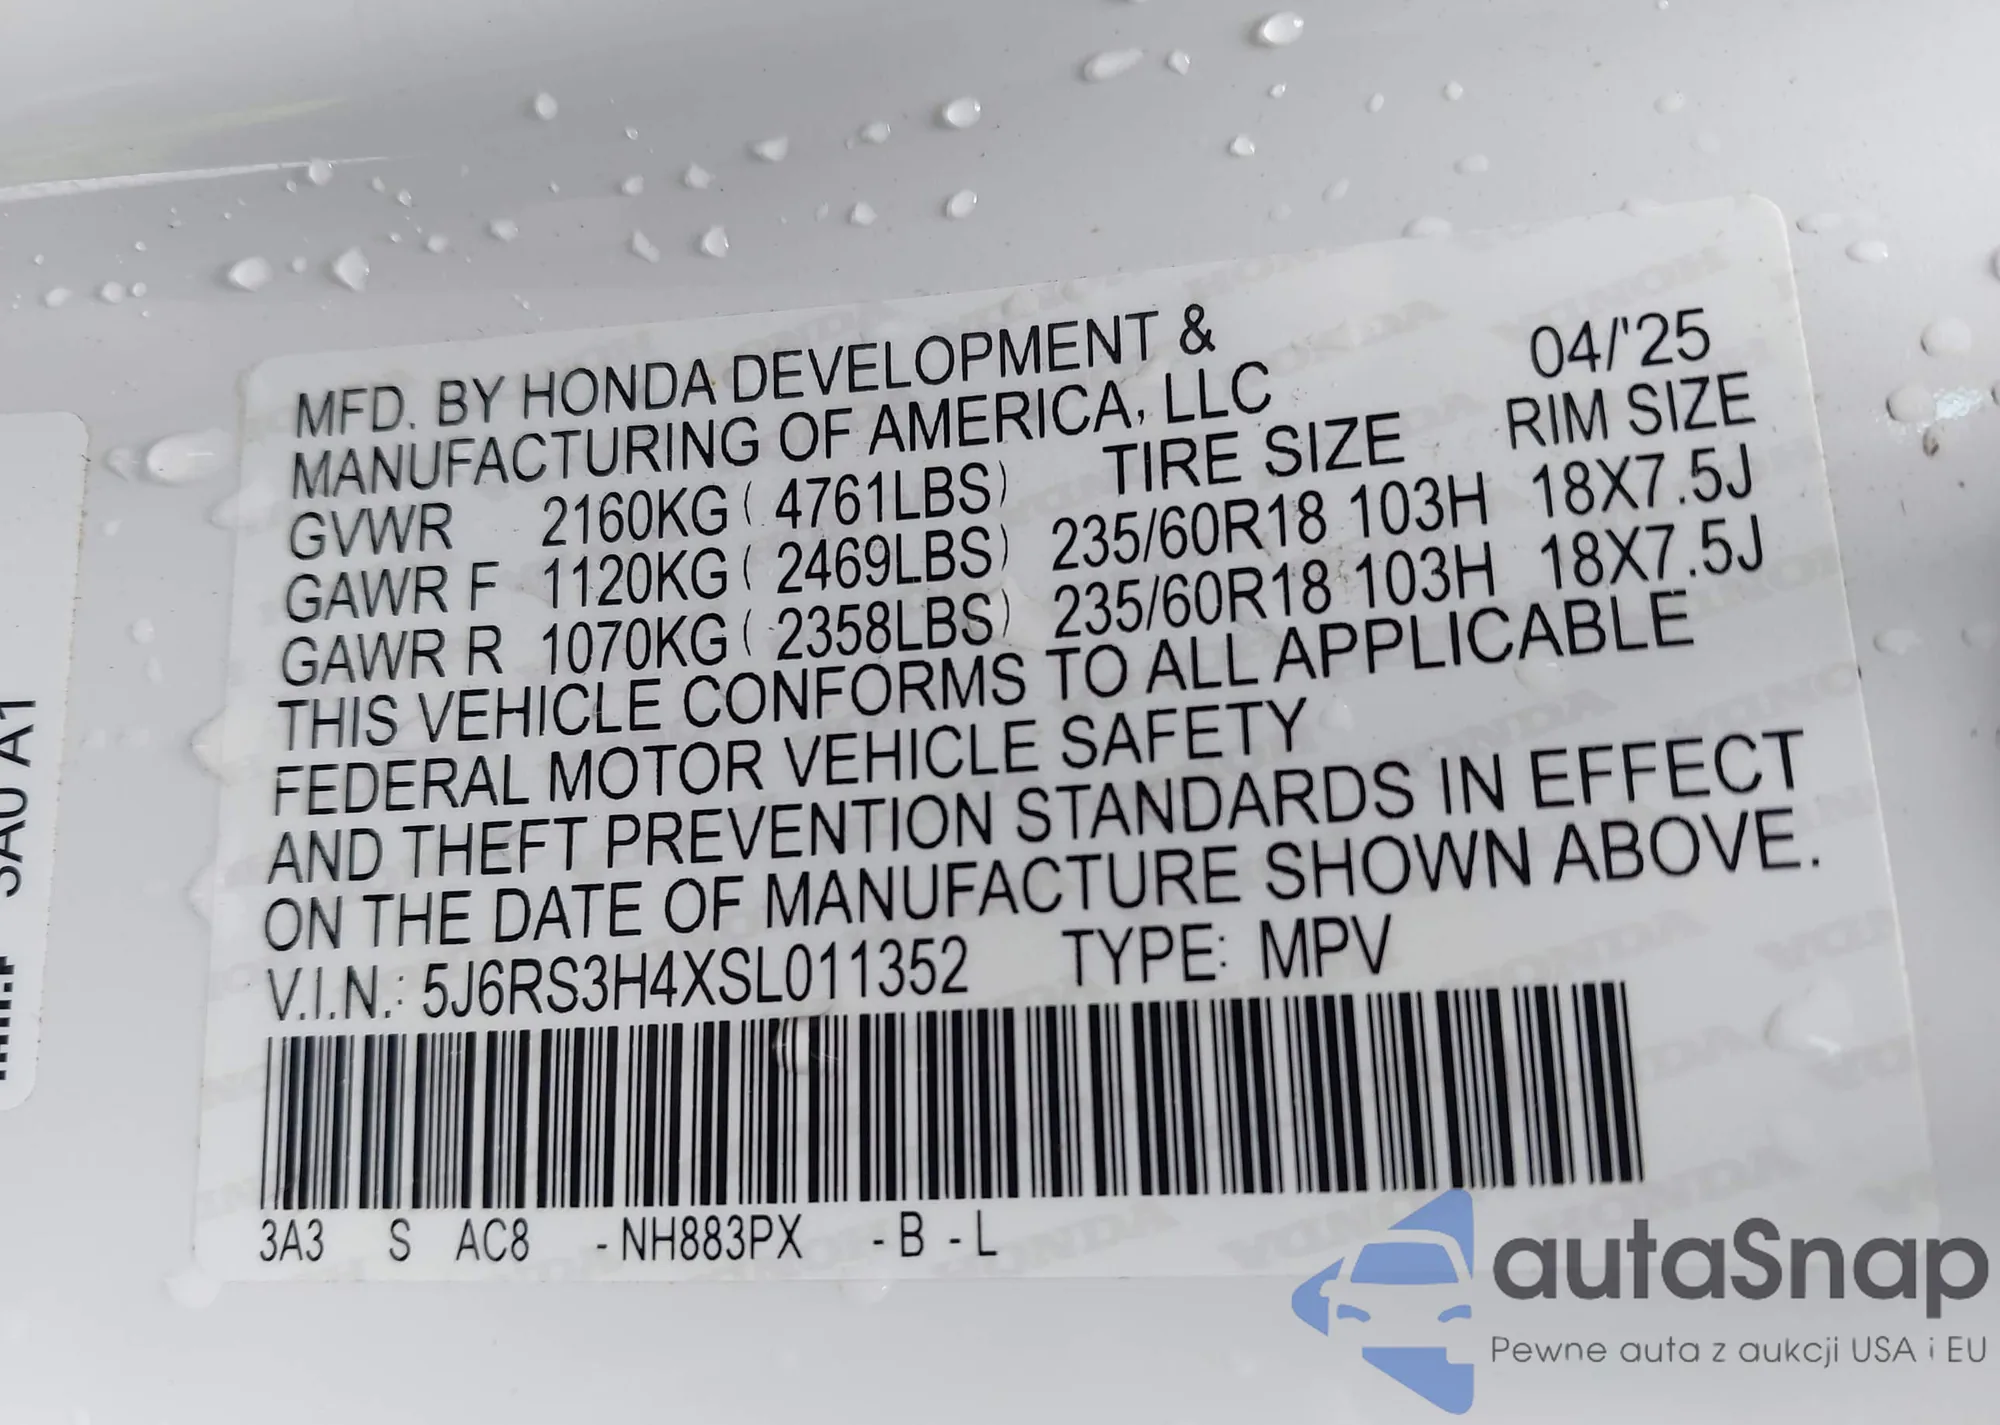 MFD. BY HONDA DEVELOPMENT &
MANUFACTURING OF AMERICA, LLC 04/'25
TIRE SIZE RIM SIZE
GVWR 2160KG ( 4761LBS)
GAWR F 1120KG ( 2469LBS) 235/60R18 103H 18X7.5J
GAWR R 1070KG ( 2358LBS) 235/60R18 103H 18X7.5J
THIS VEHICLE CONFORMS TO ALL APPLICABLE
FEDERAL MOTOR VEHICLE SAFETY
AND THEFT PREVENTION STANDARDS IN EFFECT
ON THE DATE OF MANUFACTURE SHOWN ABOVE.
V.I.N.: 5J6RS3H4XSL011352 TYPE: MPV
3A3 S AC8 -NH883PX -B-L
autaSnap
Pewne auta z aukcji USA i EU